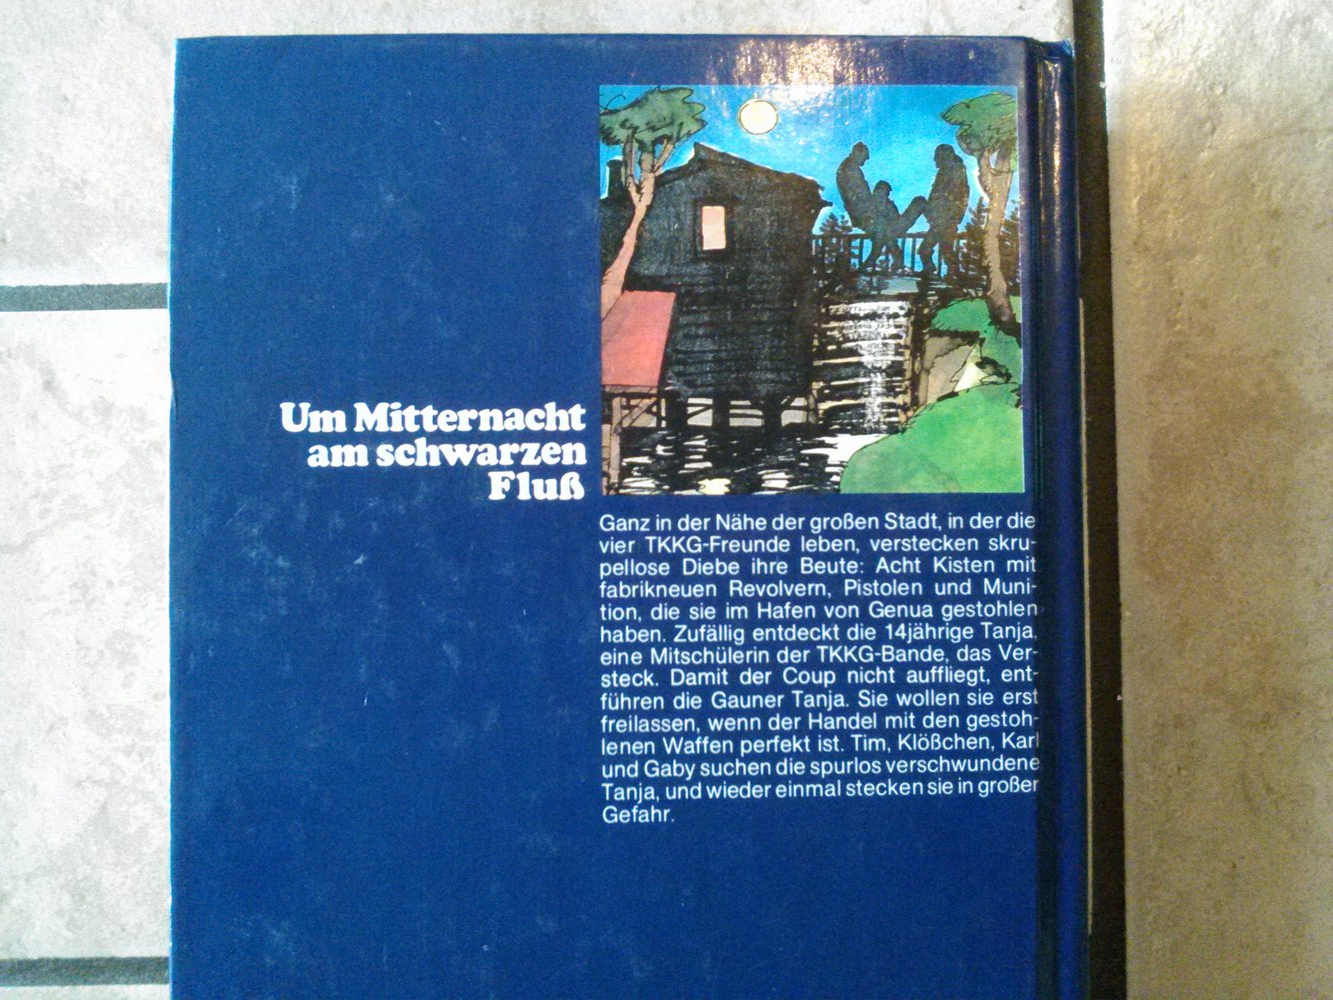 Um Mitternacht
am schwarzen
Fluß
Ganz in der Nähe der großen Stadt, in der die
vier TKKG-Freunde leben, verstecken skru-
pellose Diebe ihre Beute: Acht Kisten mit
fabrikneuen Revolvern, Pistolen und Muni-
tion, die sie im Hafen von Genua gestohlen
haben. Zufällig entdeckt die 14jährige Tanja,
eine Mitschülerin der TKKG-Bande, das Ver-
steck. Damit der Coup nicht auffliegt, ent-
führen die Gauner Tanja. Sie wollen sie erst
freilassen, wenn der Handel mit den gestoh-
lenen Waffen perfekt ist. Tim, Klößchen, Karl
und Gaby suchen die spurlos verschwundene
Tanja, und wieder einmal stecken sie in großer
Gefahr.